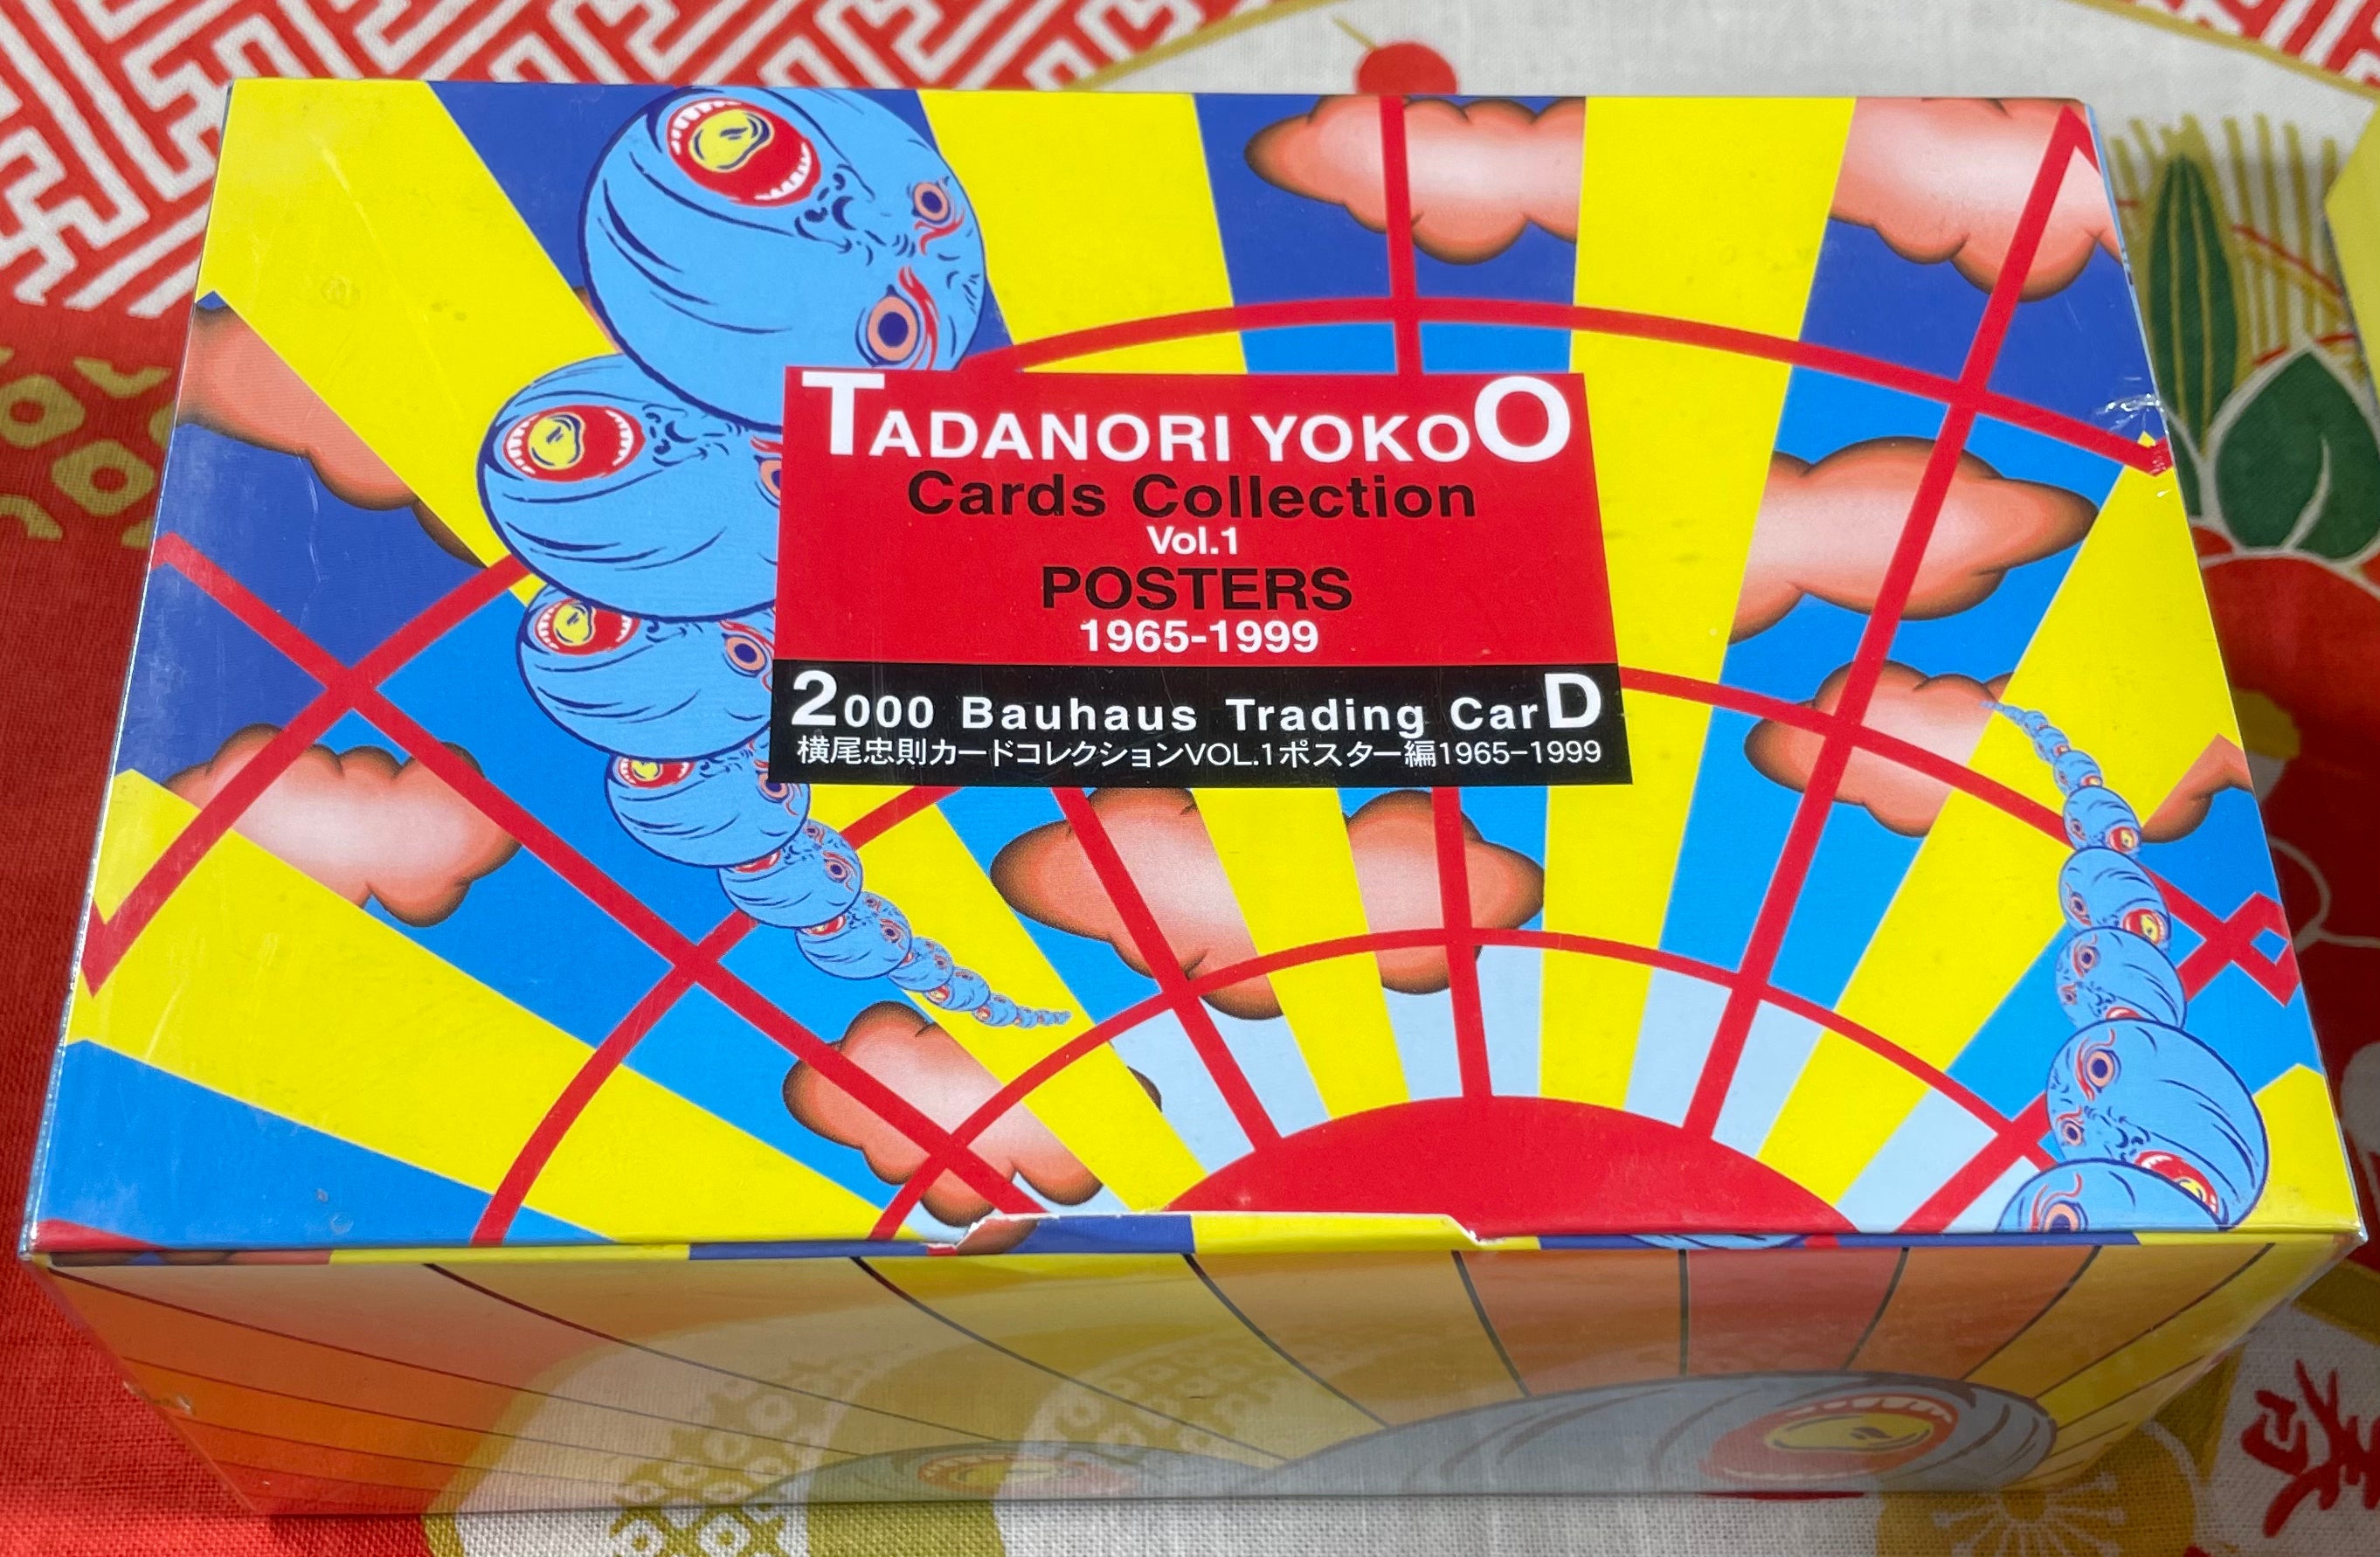 TADANORI YOKOO
Cards Collection
Vol.1
POSTERS
1965-1999
2000 Bauhaus Trading CarD
横尾忠則カードコレクションVOL.1ポスター編1965-1999